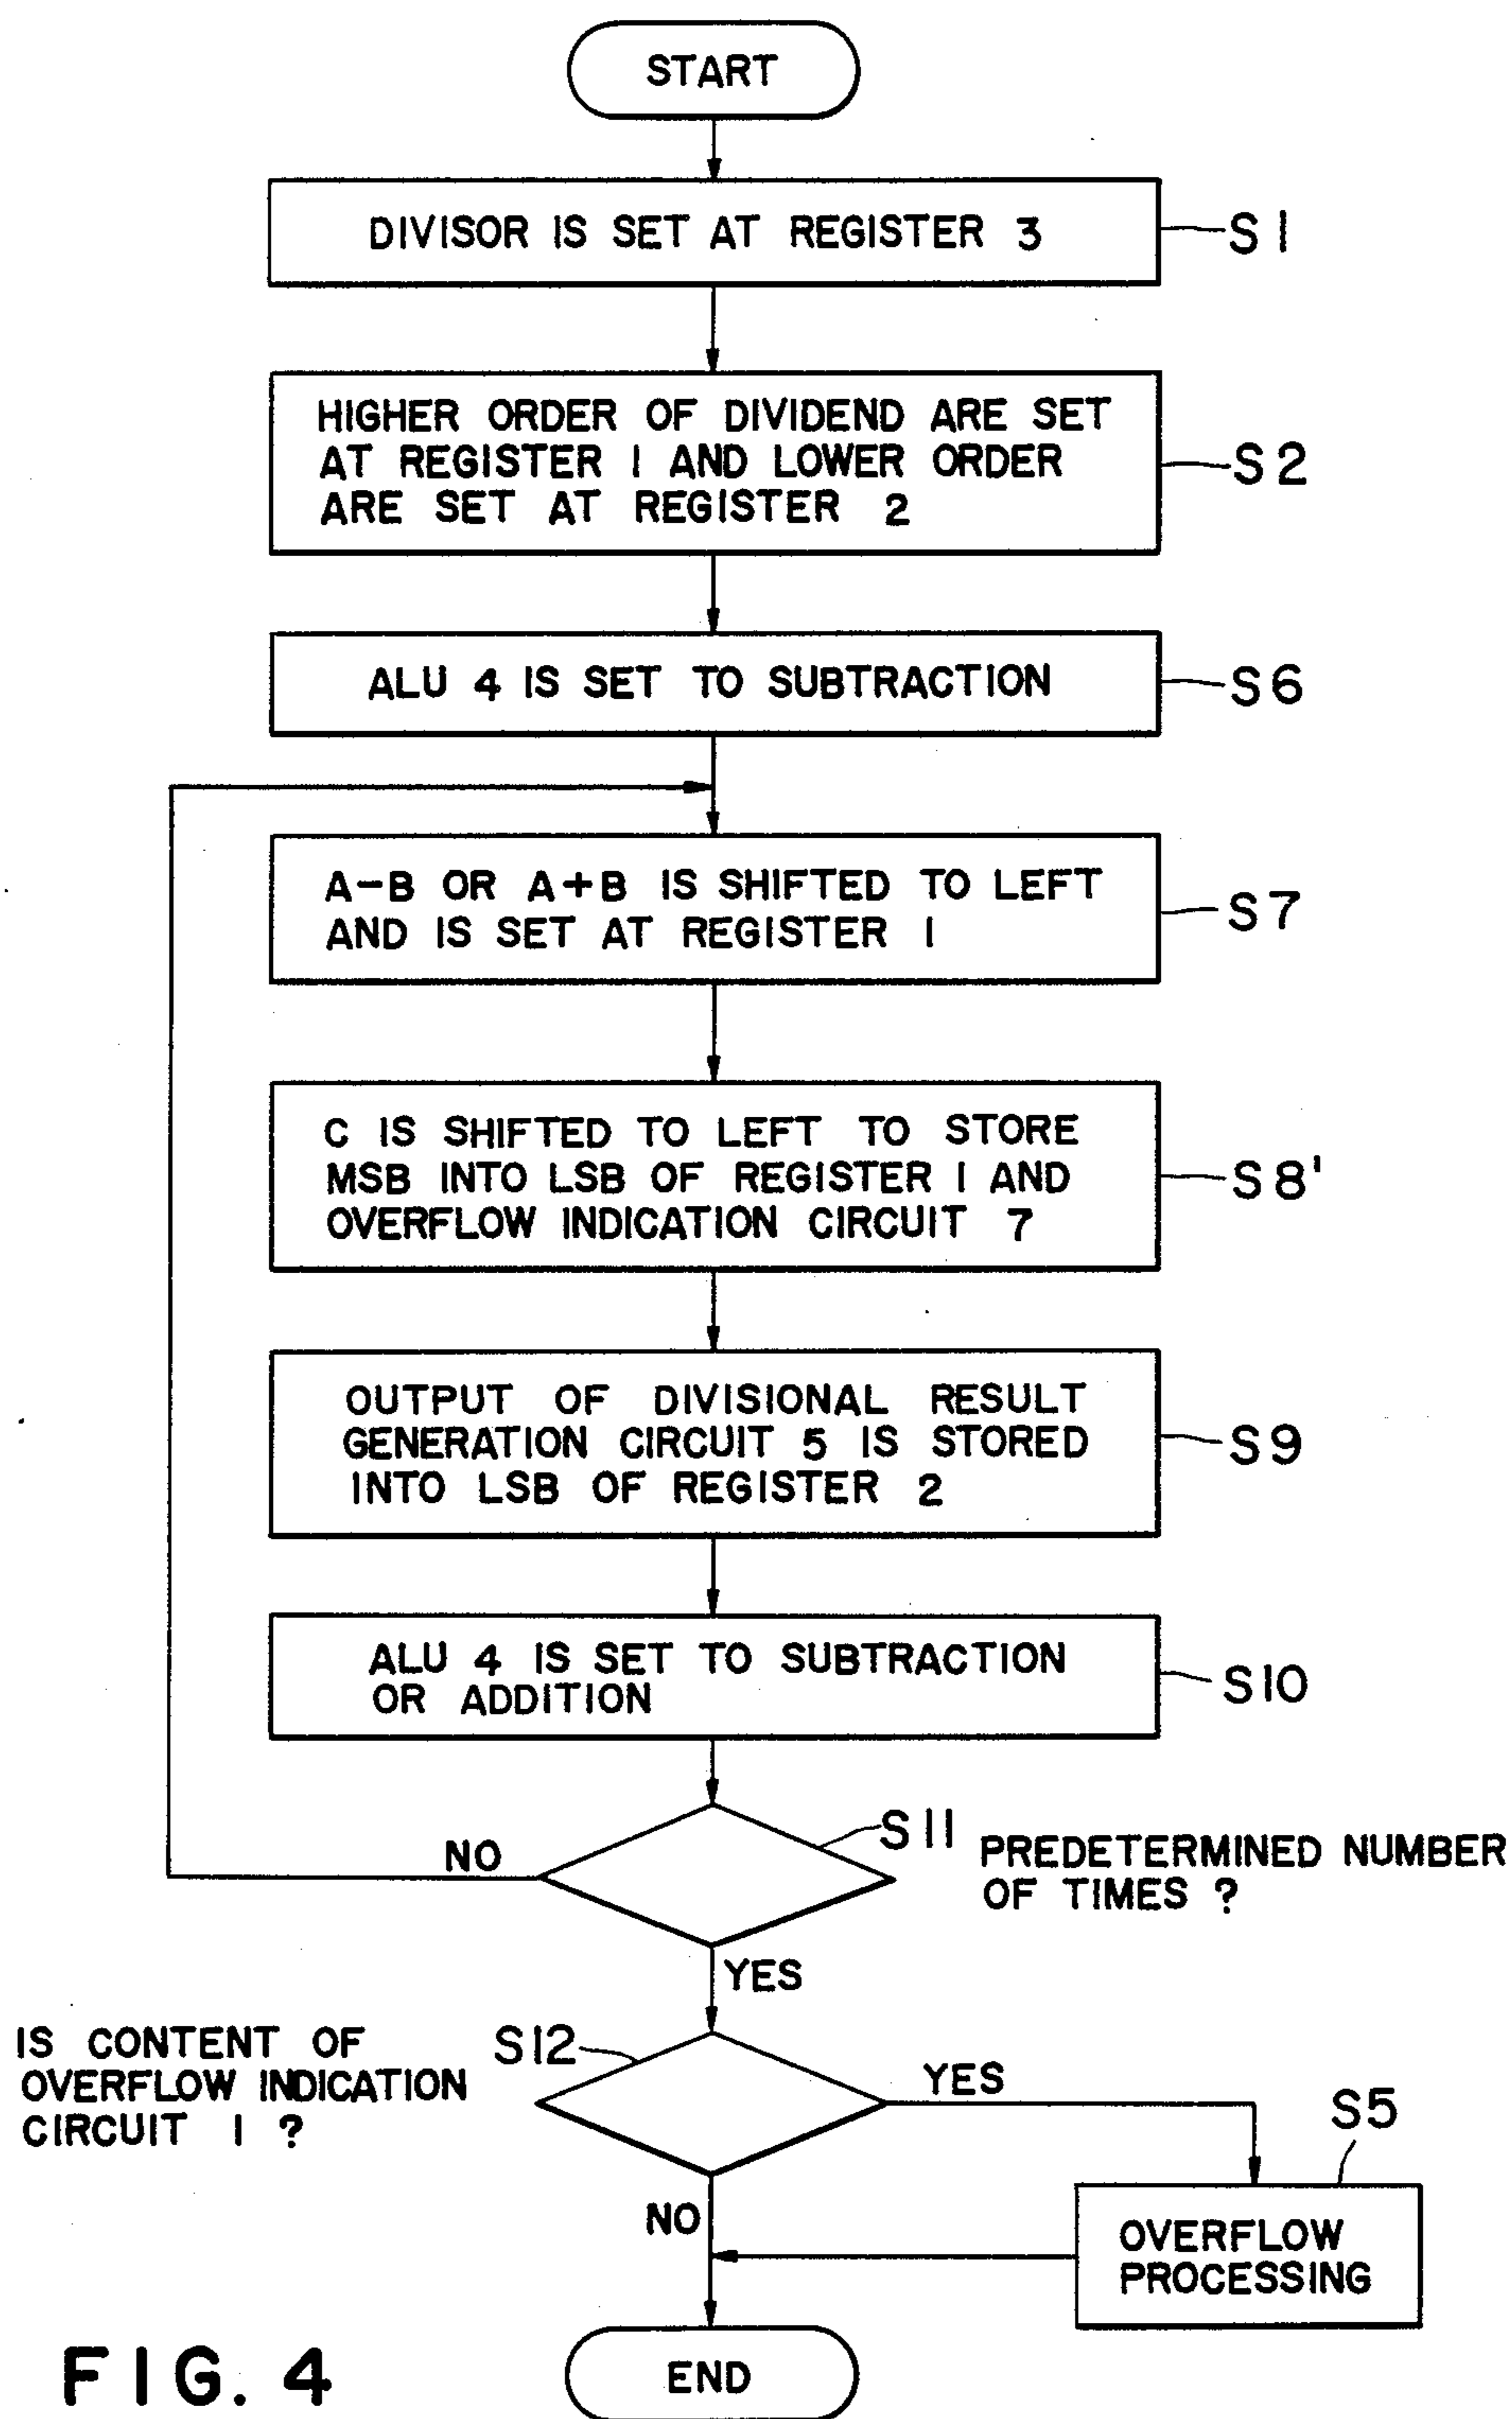 START
DIVISOR IS SET AT REGISTER 3
S1
HIGHER ORDER OF DIVIDEND ARE SET
AT REGISTER 1 AND LOWER ORDER
ARE SET AT REGISTER 2
S2
ALU 4 IS SET TO SUBTRACTION
S6
A-B OR A+B IS SHIFTED TO LEFT
AND IS SET AT REGISTER 1
S7
C IS SHIFTED TO LEFT TO STORE
MSB INTO LSB OF REGISTER 1 AND
OVERFLOW INDICATION CIRCUIT 7
S8'
OUTPUT OF DIVISIONAL RESULT
GENERATION CIRCUIT 5 IS STORED
INTO LSB OF REGISTER 2
S9
ALU 4 IS SET TO SUBTRACTION
OR ADDITION
S10
NO
S11
PREDETERMINED NUMBER
OF TIMES ?
YES
IS CONTENT OF
OVERFLOW INDICATION
CIRCUIT 1 ?
S12
YES
S5
NO
OVERFLOW
PROCESSING
END
FIG. 4